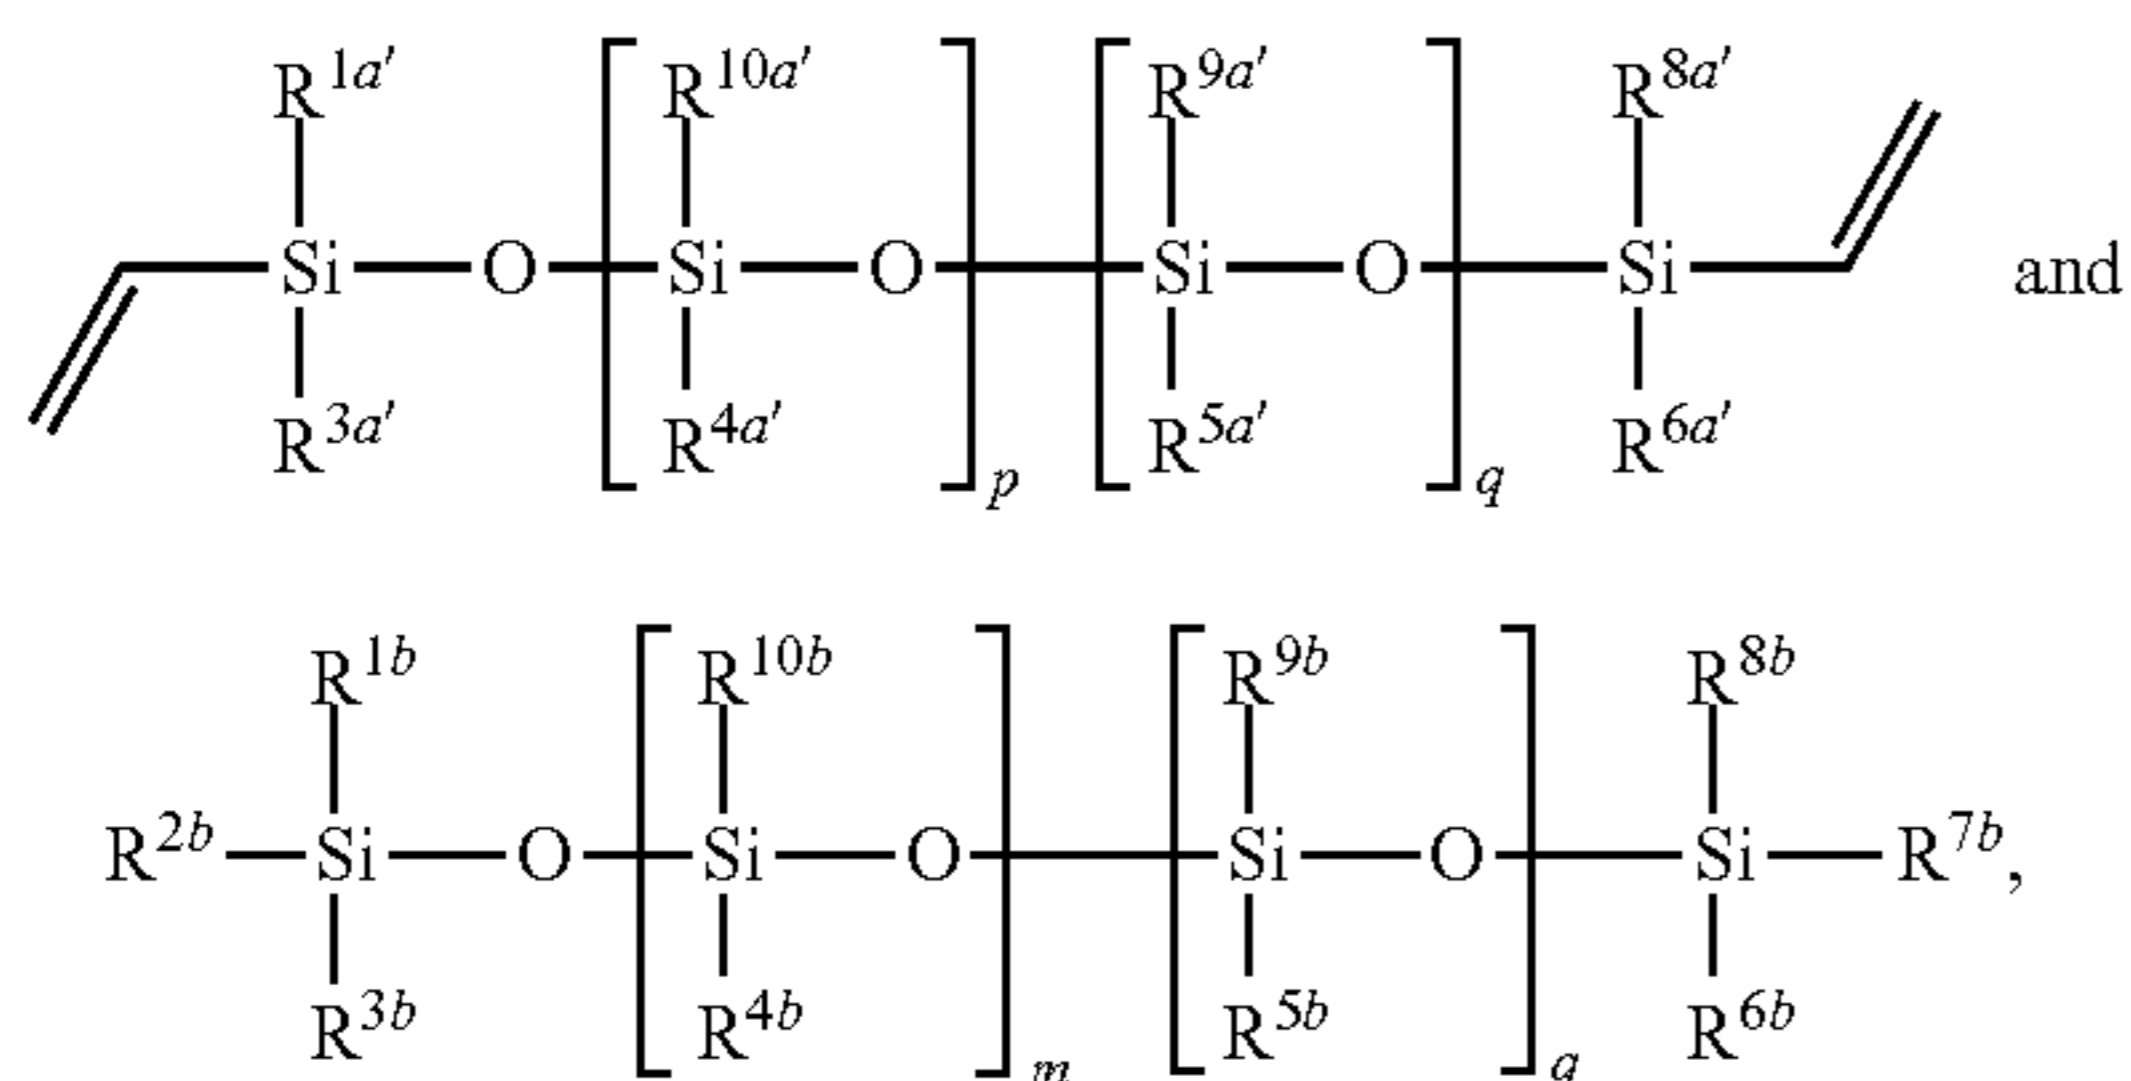 R1a′ R10a′ R9a′ R8a′
Si O Si O Si O Si and
R3a′ R4a′ p R5a′ q R6a′
R1b R10b R9b R8b
R2b Si O Si O Si O Si R7b,
R3b R4b m R5b q R6b